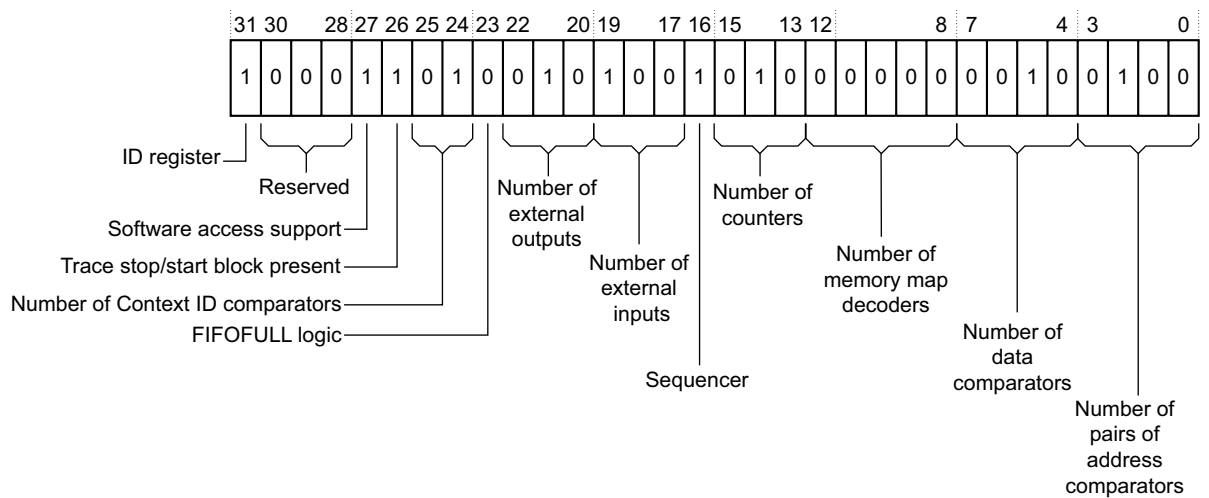 31 30 28 27 26 25 24 23 22 20 19 17 16 15 13 12 8 7 4 3 0
1 0 0 0 1 1 0 1 0 0 1 0 1 0 0 1 0 1 0 0 0 0 0 0 0 0 1 0 0 1 0 0
ID register
Reserved
Software access support
Trace stop/start block present
Number of Context ID comparators
FIFOFULL logic
Number of
external
outputs
Number of
external
inputs
Sequencer
Number of
counters
Number of
memory map
decoders
Number of
data
comparators
Number of
pairs of
address
comparators